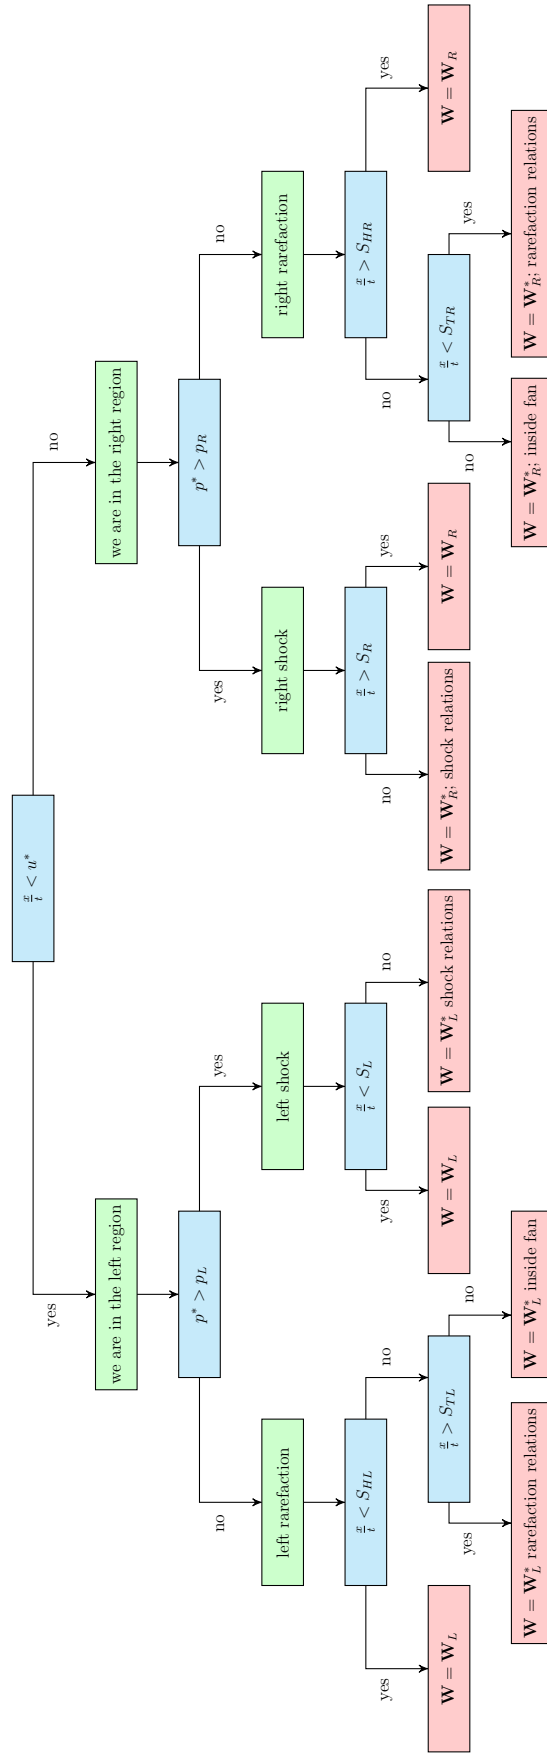 x/t < u*
yes
no
we are in the left region
we are in the right region
p* > p_L
p* > p_R
no
yes
yes
no
left rarefaction
left shock
right shock
right rarefaction
x/t < S_HL
x/t < S_L
x/t > S_R
x/t > S_HR
yes
no
yes
no
no
yes
no
yes
W = W_L
x/t > S_TL
W = W_L
W = W*_L shock relations
W = W*_R; shock relations
W = W_R
x/t < S_TR
W = W_R
yes
no
no
yes
W = W*_L rarefaction relations
W = W*_L inside fan
W = W*_R; inside fan
W = W*_R; rarefaction relations